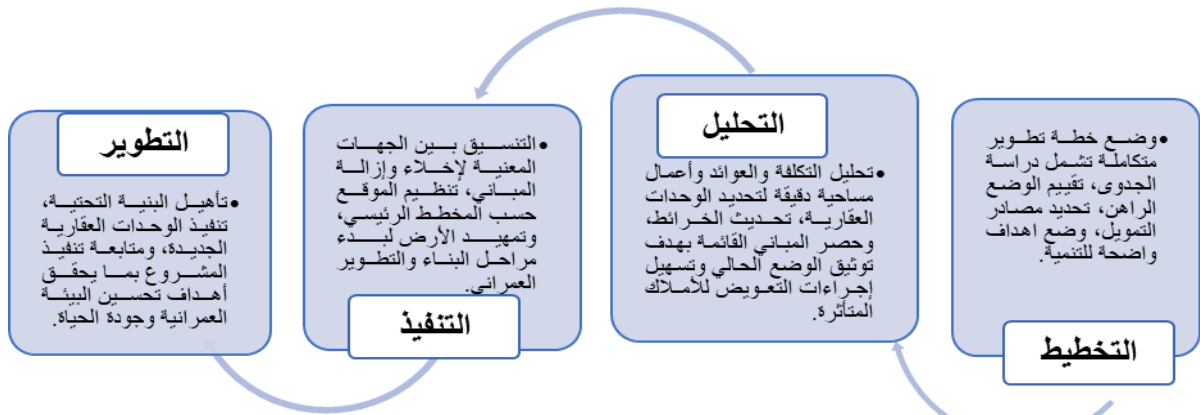 •وضع خطة تطوير
متكاملة تشمل دراسة
الجدوى، تقييم الوضع
الراهن، تحديد مصادر
التمويل، وضع اهداف
واضحة للتنمية.
التخطيط
التحليل
•تحليل التكلفة والعوائد وأعمال
مساحية دقيقة لتحديد الوحدات
العقارية، تحديث الخرائط،
وحصر المباني القائمة بهدف
توثيق الوضع الحالي وتسهيل
إجراءات التعويض للأملاك
المتأثرة.
•التنسيق بين الجهات
المعنية لإخلاء وإزالة
المباني، تنظيم الموقع
حسب المخطط الرئيسي،
وتمهيد الأرض لبدء
مراحل البناء والتطوير
العمراني.
التنفيذ
التطوير
•تأهيل البنية التحتية،
تنفيذ الوحدات العقارية
الجديدة، ومتابعة تنفيذ
المشروع بما يحقق
أهداف تحسين البيئة
العمرانية وجودة الحياة.